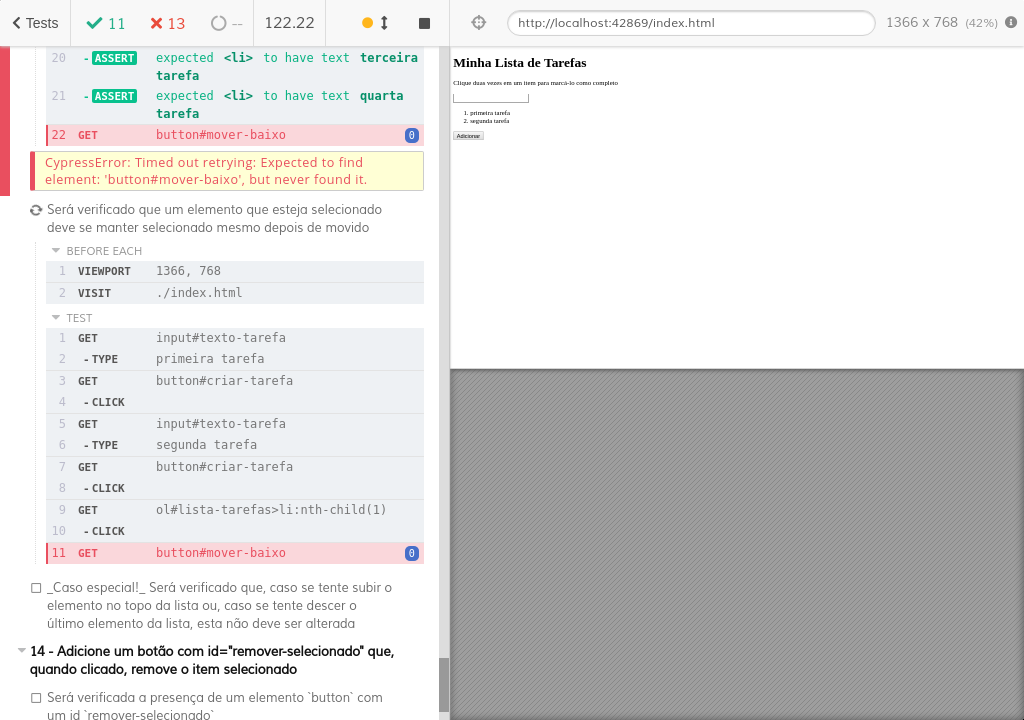 Tests
11
13
--
122.22
http://localhost:42869/index.html
1366 x 768 (42%)
20 - ASSERT expected <li> to have text terceira
tarefa
21 - ASSERT expected <li> to have text quarta
tarefa
22 GET button#mover-baixo 0
CypressError: Timed out retrying: Expected to find
element: 'button#mover-baixo', but never found it.
Será verificado que um elemento que esteja selecionado
deve se manter selecionado mesmo depois de movido
BEFORE EACH
1 VIEWPORT 1366, 768
2 VISIT ./index.html
TEST
1 GET input#texto-tarefa
2 - TYPE primeira tarefa
3 GET button#criar-tarefa
4 - CLICK
5 GET input#texto-tarefa
6 - TYPE segunda tarefa
7 GET button#criar-tarefa
8 - CLICK
9 GET ol#lista-tarefas>li:nth-child(1)
10 - CLICK
11 GET button#mover-baixo 0
_Caso especial!_ Será verificado que, caso se tente subir o
elemento no topo da lista ou, caso se tente descer o
último elemento da lista, esta não deve ser alterada
14 - Adicione um botão com id="remover-selecionado" que,
quando clicado, remove o item selecionado
Será verificada a presença de um elemento `button` com
um id `remover-selecionado`
Minha Lista de Tarefas
Clique duas vezes em um item para marcá-lo como completo
1. primeira tarefa
2. segunda tarefa
Adicionar